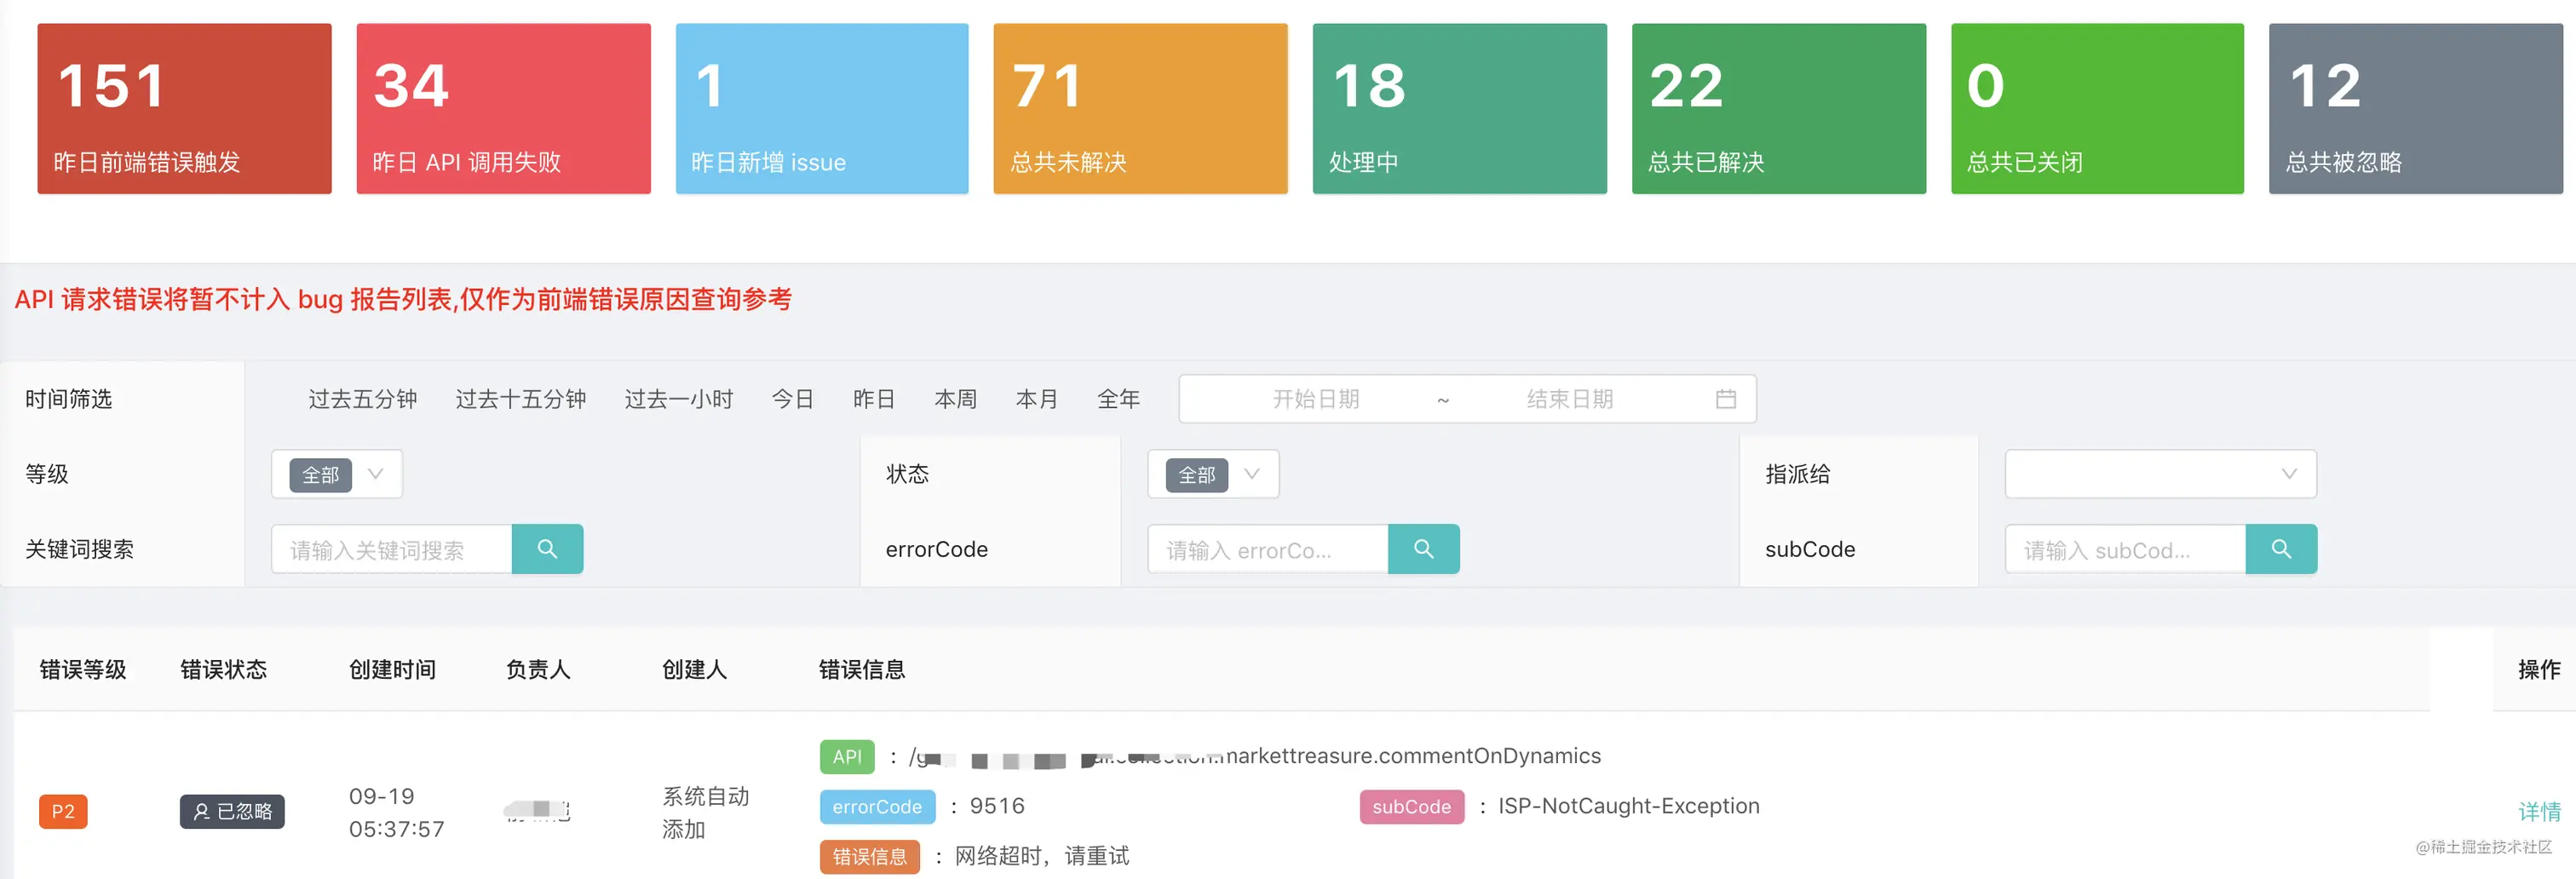 151 34 1 71 18 22 0 12
昨日前端错误触发 昨日 API 调用失败 昨日新增 issue 总共未解决 处理中 总共已解决 总共已关闭 总共被忽略
API 请求错误将暂不计入 bug 报告列表,仅作为前端错误原因查询参考
时间筛选 过去五分钟 过去十五分钟 过去一小时 今日 昨日 本周 本月 全年 开始日期 ~ 结束日期
等级 全部 状态 全部 指派给
关键词搜索 请输入关键词搜索 errorCode 请输入 errorCo... subCode 请输入 subCod...
错误等级 错误状态 创建时间 负责人 创建人 错误信息 操作
API : markettreasure.commentOnDynamics
P2 已忽略 09-19 系统自动 errorCode : 9516 subCode : ISP-NotCaught-Exception 详情
05:37:57 添加
错误信息 : 网络超时，请重试
@稀土掘金技术社区